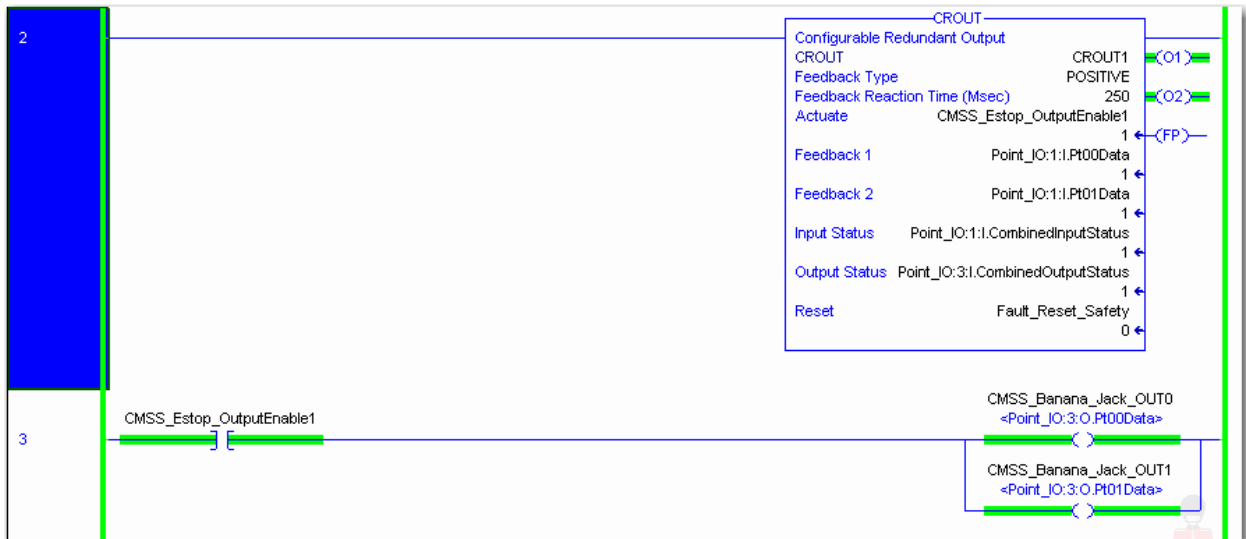 2
CROUT
Configurable Redundant Output
CROUT CROUT1 (O1)
Feedback Type POSITIVE
Feedback Reaction Time (Msec) 250 (O2)
Actuate CMSS_Estop_OutputEnable1
1 (FP)
Feedback 1 Point_IO:1:I.Pt00Data
1
Feedback 2 Point_IO:1:I.Pt01Data
1
Input Status Point_IO:1:I.CombinedInputStatus
1
Output Status Point_IO:3:I.CombinedOutputStatus
1
Reset Fault_Reset_Safety
0
3
CMSS_Estop_OutputEnable1
CMSS_Banana_Jack_OUT0
<Point_IO:3:O.Pt00Data>
CMSS_Banana_Jack_OUT1
<Point_IO:3:O.Pt01Data>